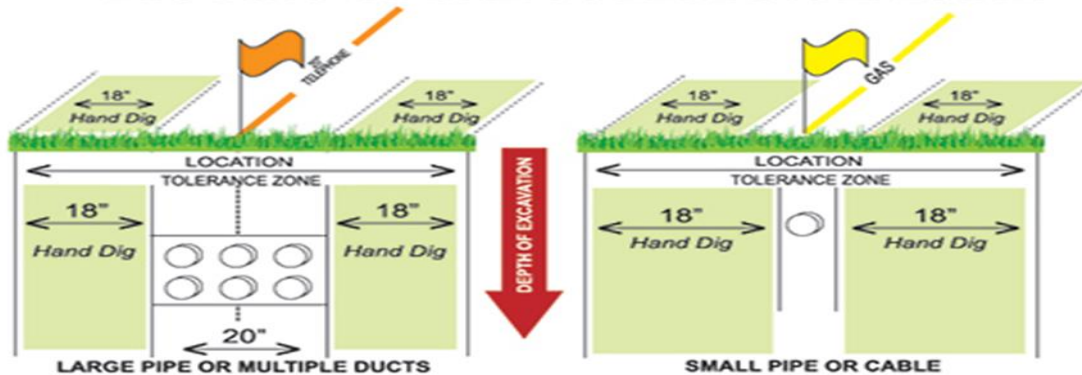 20"
TELEPHONE
18"
Hand Dig
18"
Hand Dig
LOCATION
TOLERANCE ZONE
18"
Hand Dig
18"
Hand Dig
20"
LARGE PIPE OR MULTIPLE DUCTS
DEPTH OF EXCAVATION
GAS
18"
Hand Dig
18"
Hand Dig
LOCATION
TOLERANCE ZONE
18"
Hand Dig
18"
Hand Dig
SMALL PIPE OR CABLE